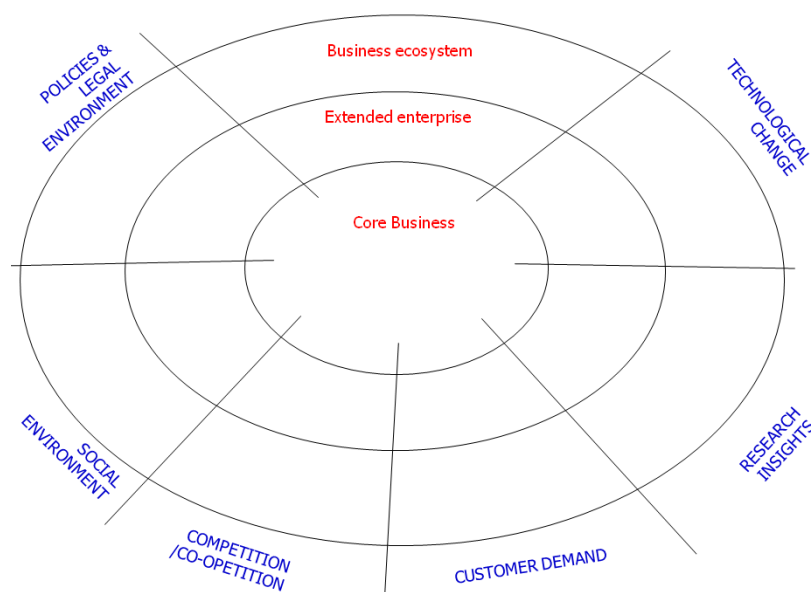 Business ecosystem
Extended enterprise
Core Business
POLICIES &
LEGAL
ENVIRONMENT
TECHNOLOGICAL
CHANGE
SOCIAL
ENVIRONMENT
RESEARCH
INSIGHTS
COMPETITION
/CO-OPETITION
CUSTOMER DEMAND